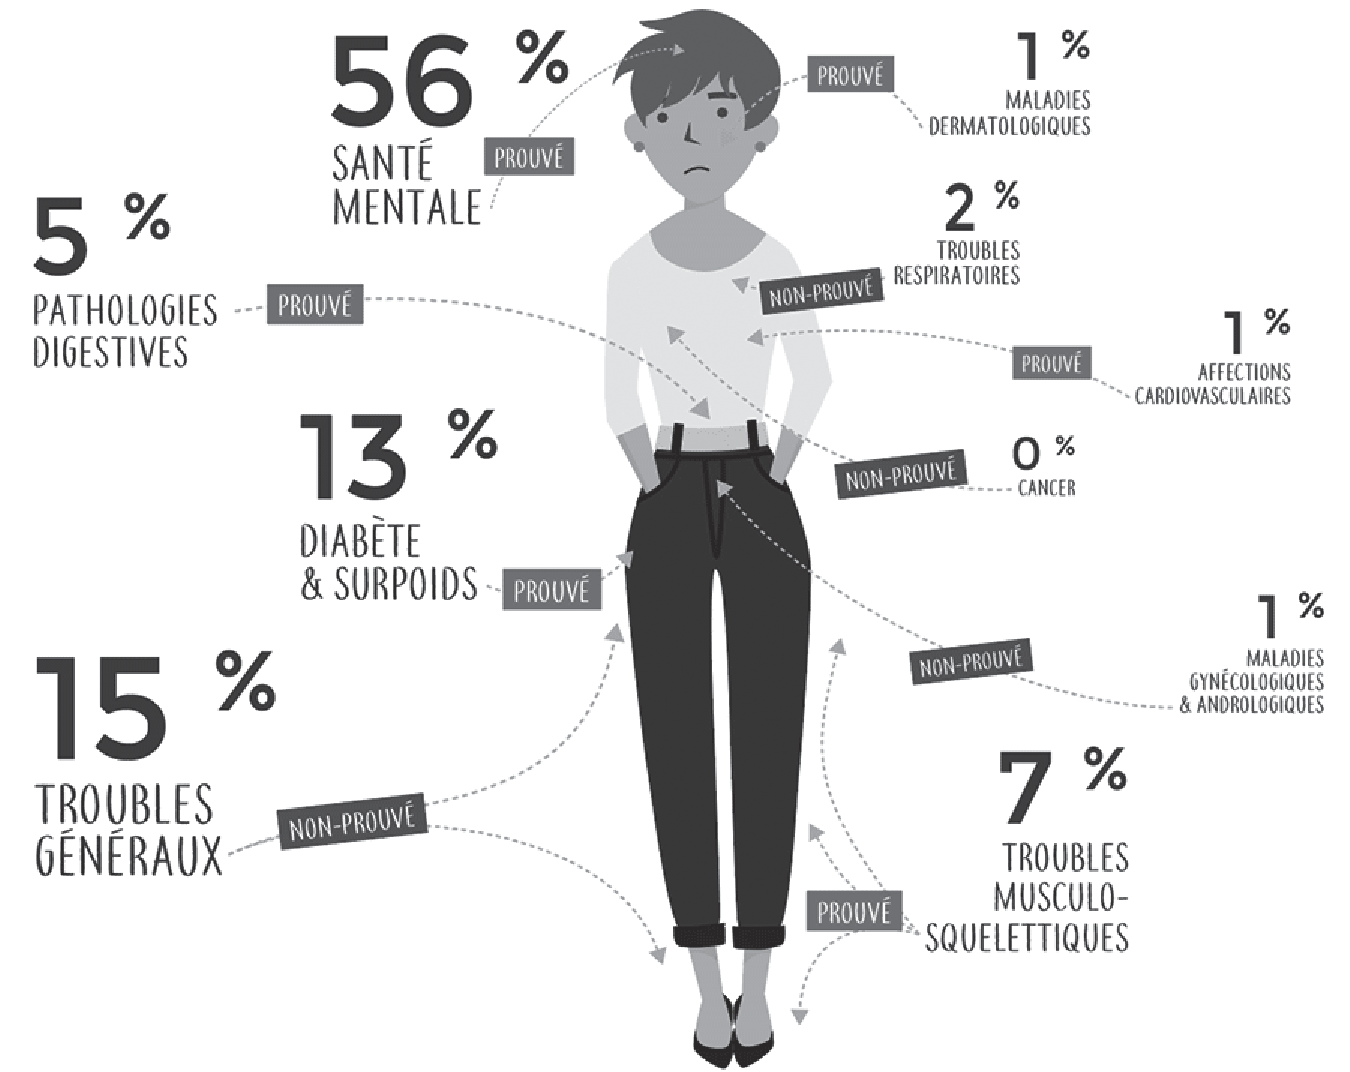 56 %
SANTÉ
MENTALE
PROUVÉ
1 %
MALADIES
DERMATOLOGIQUES
PROUVÉ
5 %
PATHOLOGIES
DIGESTIVES
PROUVÉ
2 %
TROUBLES
RESPIRATOIRES
NON-PROUVÉ
1 %
AFFECTIONS
CARDIOVASCULAIRES
PROUVÉ
13 %
DIABÈTE
& SURPOIDS
PROUVÉ
0 %
CANCER
NON-PROUVÉ
1 %
MALADIES
GYNÉCOLOGIQUES
& ANDROLOGIQUES
NON-PROUVÉ
15 %
TROUBLES
GÉNÉRAUX
NON-PROUVÉ
7 %
TROUBLES
MUSCULO-
SQUELETTIQUES
PROUVÉ